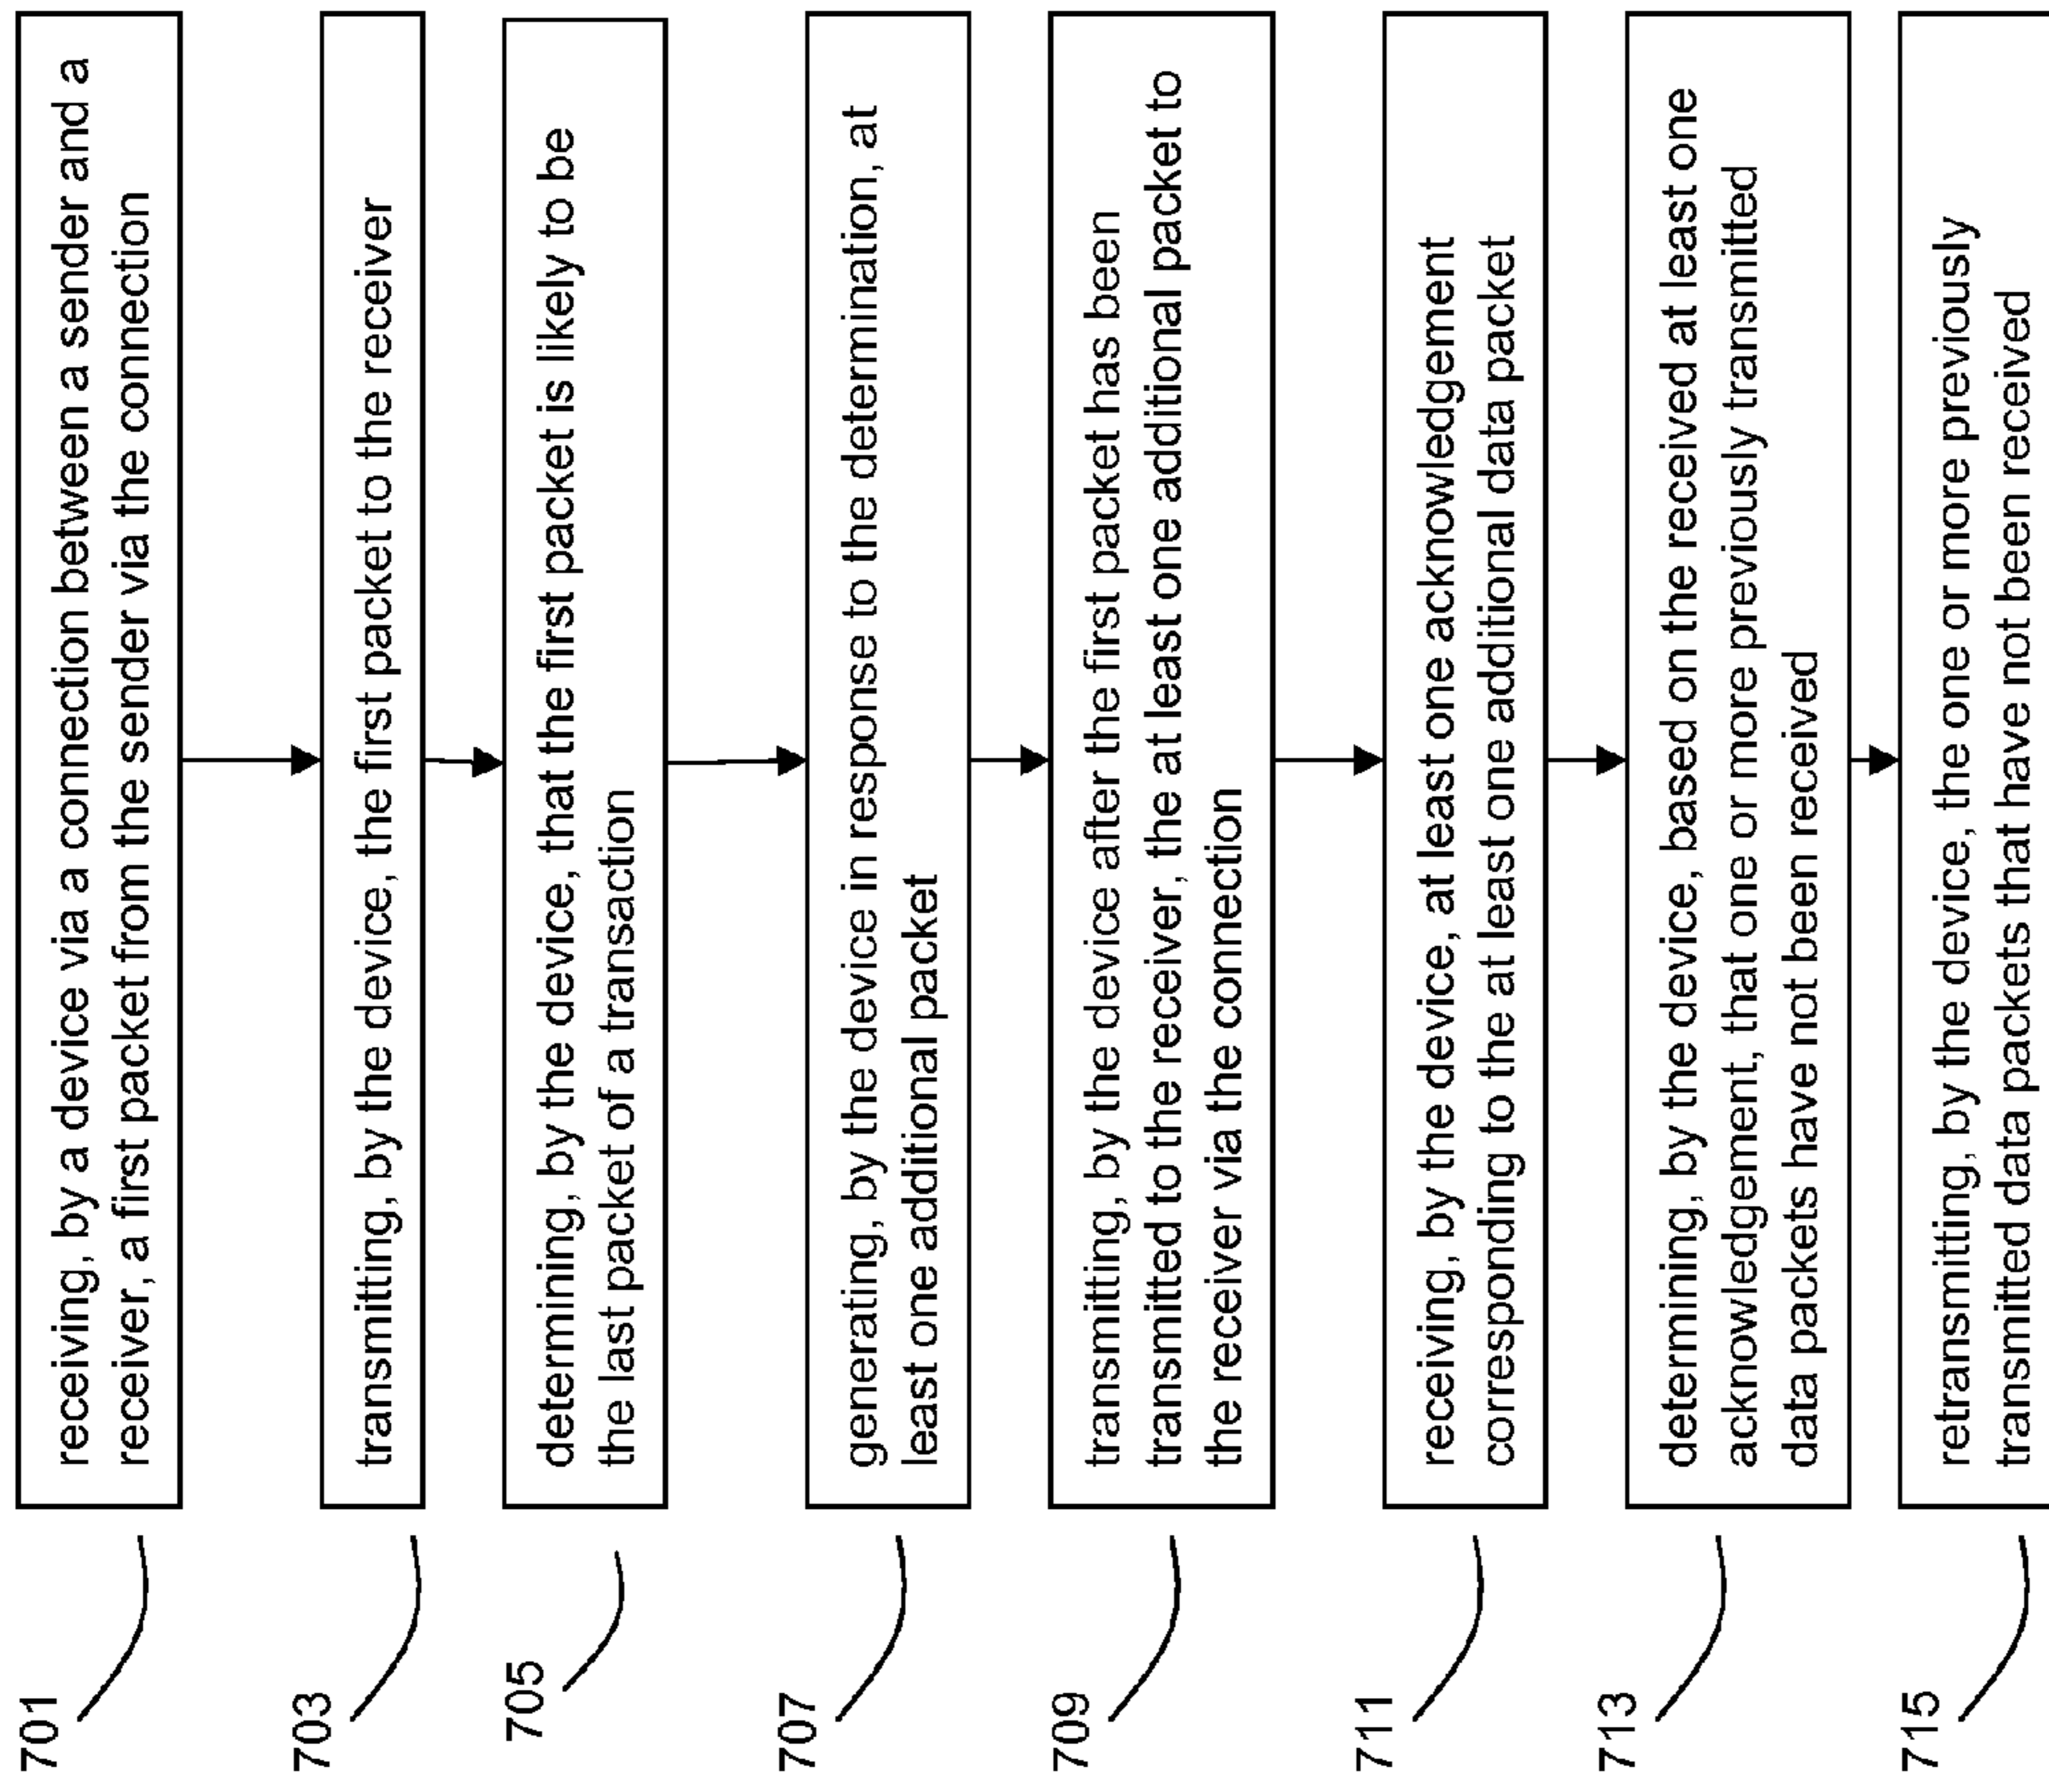 701
receiving, by a device via a connection between a sender and a
receiver, a first packet from the sender via the connection
703
transmitting, by the device, the first packet to the receiver
705
determining, by the device, that the first packet is likely to be
the last packet of a transaction
707
generating, by the device in response to the determination, at
least one additional packet
709
transmitting, by the device after the first packet has been
transmitted to the receiver, the at least one additional packet to
the receiver via the connection
711
receiving, by the device, at least one acknowledgement
corresponding to the at least one additional data packet
713
determining, by the device, based on the received at least one
acknowledgement, that one or more previously transmitted
data packets have not been received
715
retransmitting, by the device, the one or more previously
transmitted data packets that have not been received